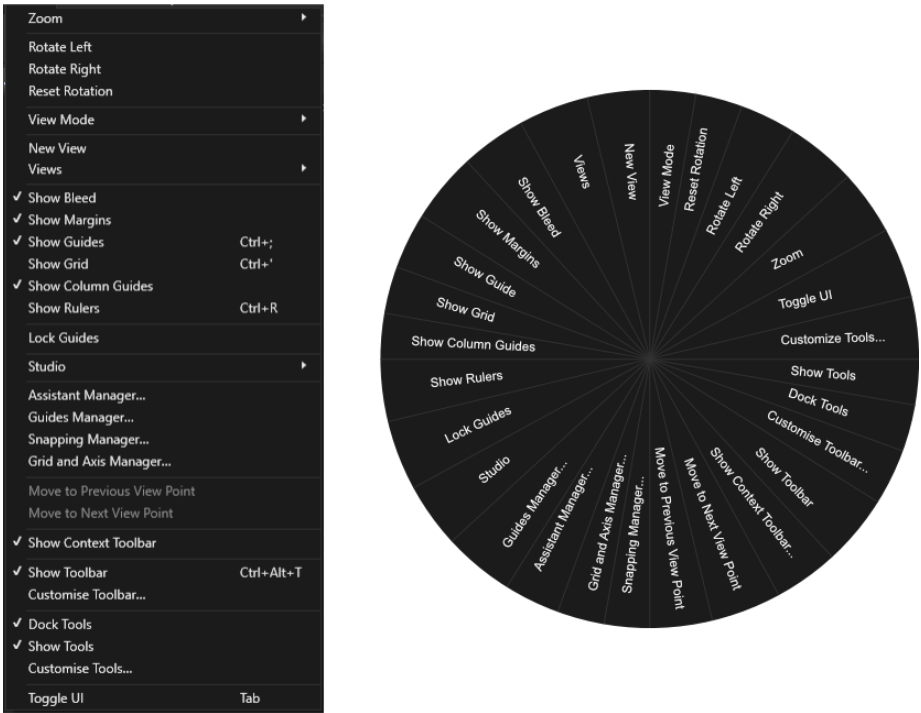 Zoom
Rotate Left
Rotate Right
Reset Rotation
View Mode
New View
Views
Show Bleed
Show Margins
Show Guides Ctrl+;
Show Grid Ctrl+'
Show Column Guides
Show Rulers Ctrl+R
Lock Guides
Studio
Assistant Manager...
Guides Manager...
Snapping Manager...
Grid and Axis Manager...
Move to Previous View Point
Move to Next View Point
Show Context Toolbar
Show Toolbar Ctrl+Alt+T
Customise Toolbar...
Dock Tools
Show Tools
Customise Tools...
Toggle UI Tab
View Mode
Reset Rotation
Rotate Left
Rotate Right
Zoom
Toggle UI
Customize Tools...
Show Tools
Dock Tools
Customise Toolbar...
Show Toolbar
Show Context Toolbar...
Move to Next View Point
Move to Previous View Point
Snapping Manager...
Grid and Axis Manager...
Assistant Manager...
Guides Manager...
Studio
Lock Guides
Show Rulers
Show Column Guides
Show Grid
Show Guide
Show Margins
Show Bleed
Views
New View